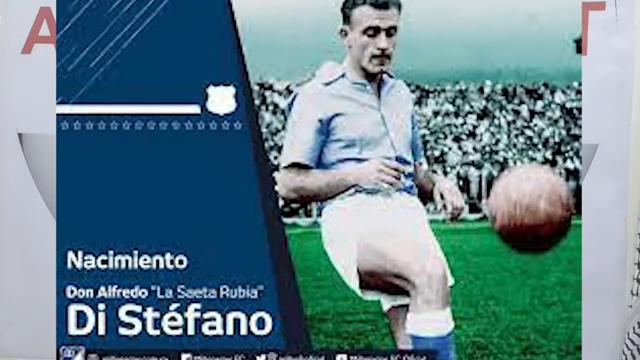 A
T
Nacimiento
Don Alfredo "La Saeta Rubia"
Di Stéfano